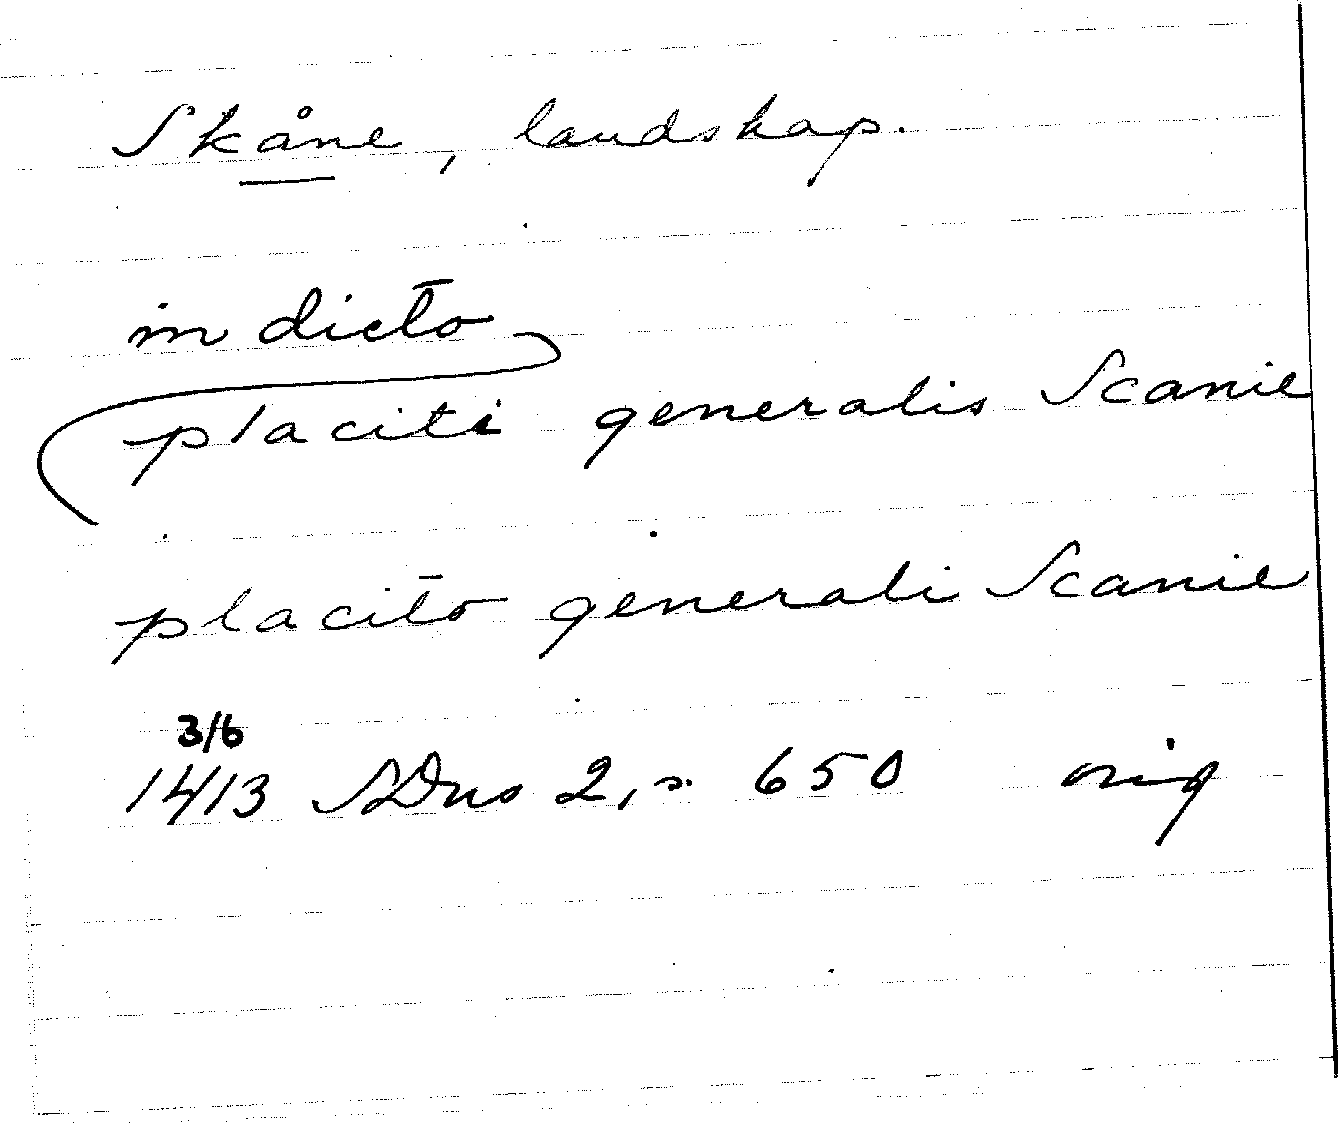 Skåne, landskap.
in dicto
placiti generalis Scanie
placito generali Scanie
3/6
1413 SDns 2, s. 650 orig